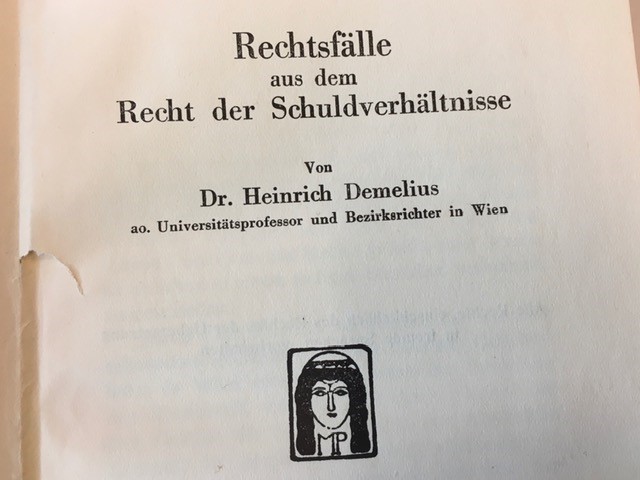 Rechtsfälle
aus dem
Recht der Schuldverhältnisse
Von
Dr. Heinrich Demelius
ao. Universitätsprofessor und Bezirksrichter in Wien
MP